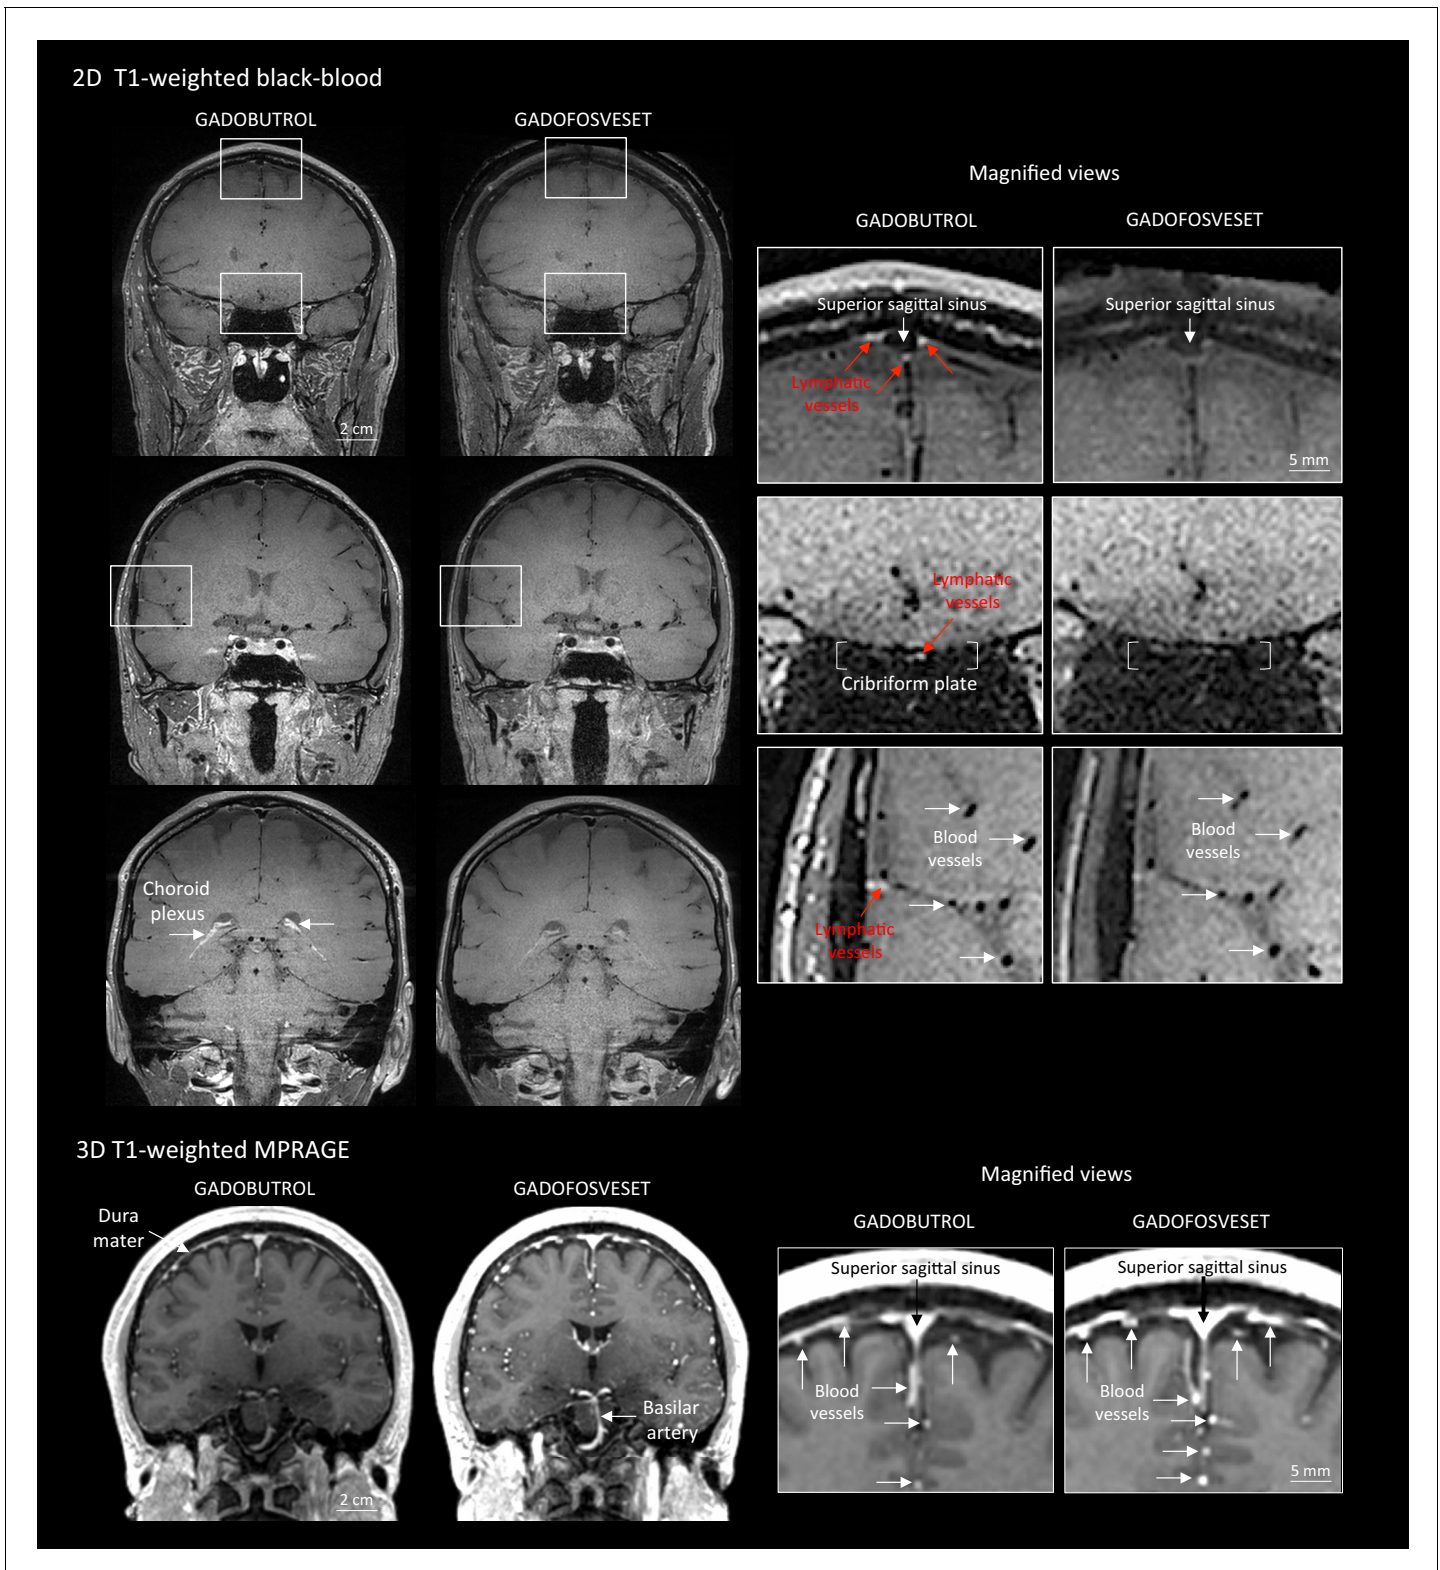 2D T1-weighted black-blood
GADOBUTROL
GADOFOSVESET
2 cm
Choroid
plexus
Magnified views
GADOBUTROL
GADOFOSVESET
Superior sagittal sinus
Lymphatic
vessels
Superior sagittal sinus
5 mm
Lymphatic
vessels
Cribriform plate
Blood
vessels
Lymphatic
vessels
Blood
vessels
3D T1-weighted MPRAGE
GADOBUTROL
GADOFOSVESET
Dura
mater
2 cm
Basilar
artery
Magnified views
GADOBUTROL
GADOFOSVESET
Superior sagittal sinus
Blood
vessels
Superior sagittal sinus
Blood
vessels
5 mm